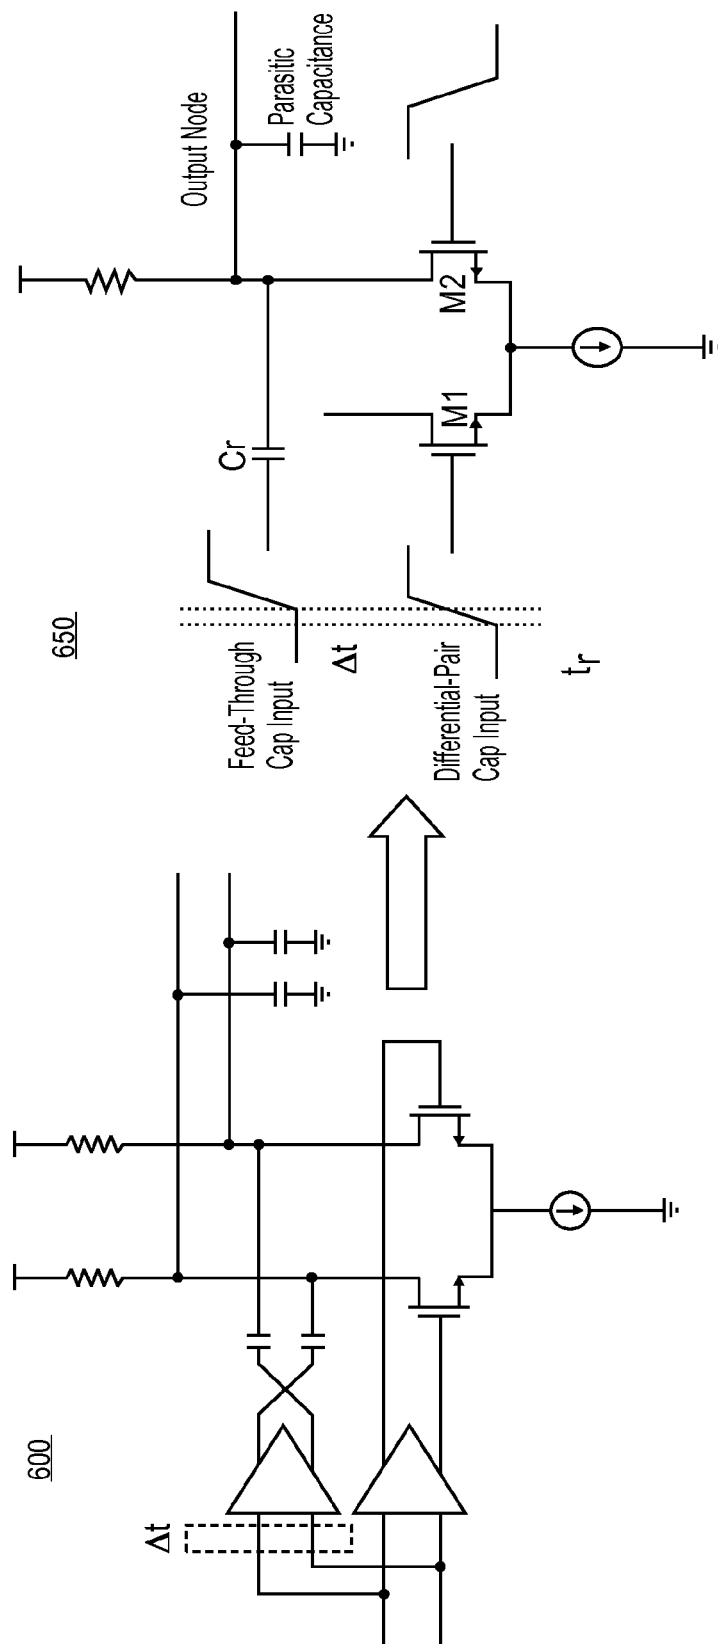 600
Δt
650
Feed-Through
Cap Input
Δt
Differential-Pair
Cap Input
tr
Cr
M1
M2
Output Node
Parasitic
Capacitance